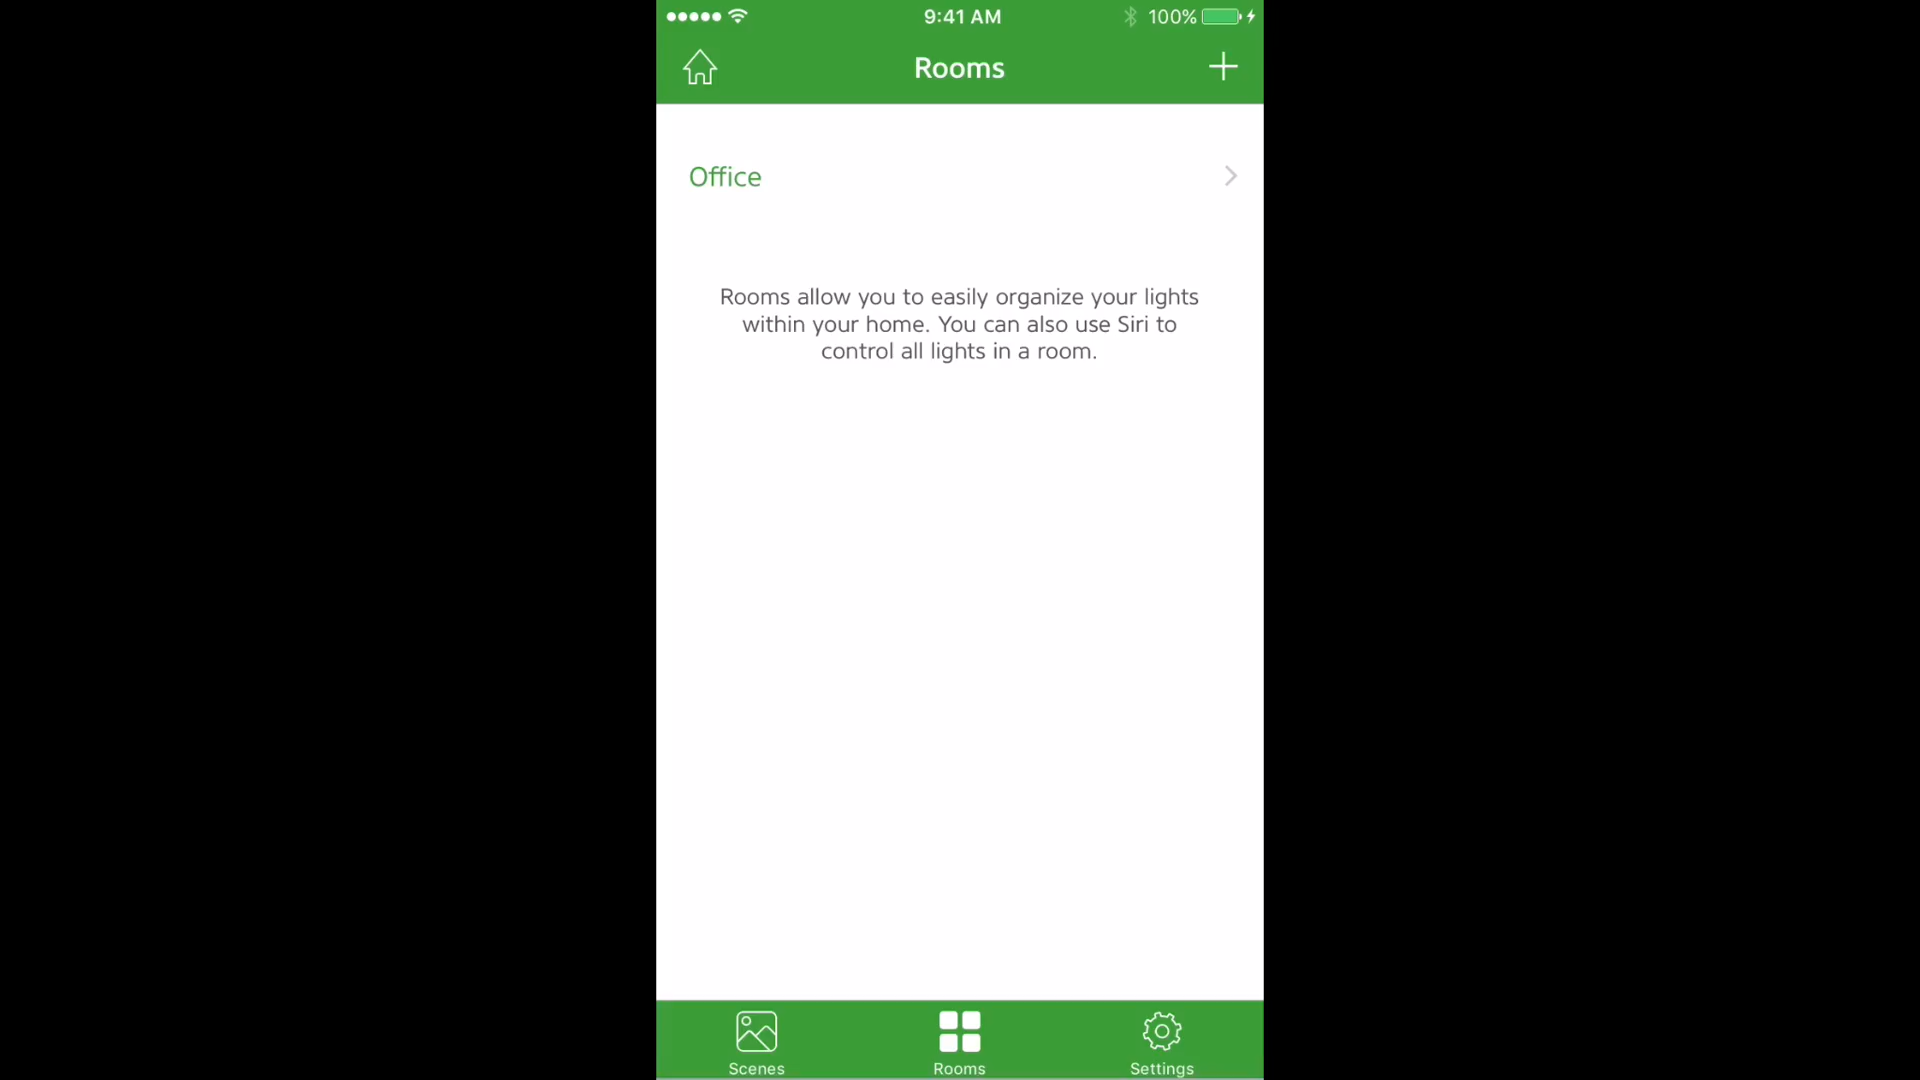 9:41 AM
100%
Rooms
Office
Rooms allow you to easily organize your lights
within your home. You can also use Siri to
control all lights in a room.
Scenes
Rooms
Settings